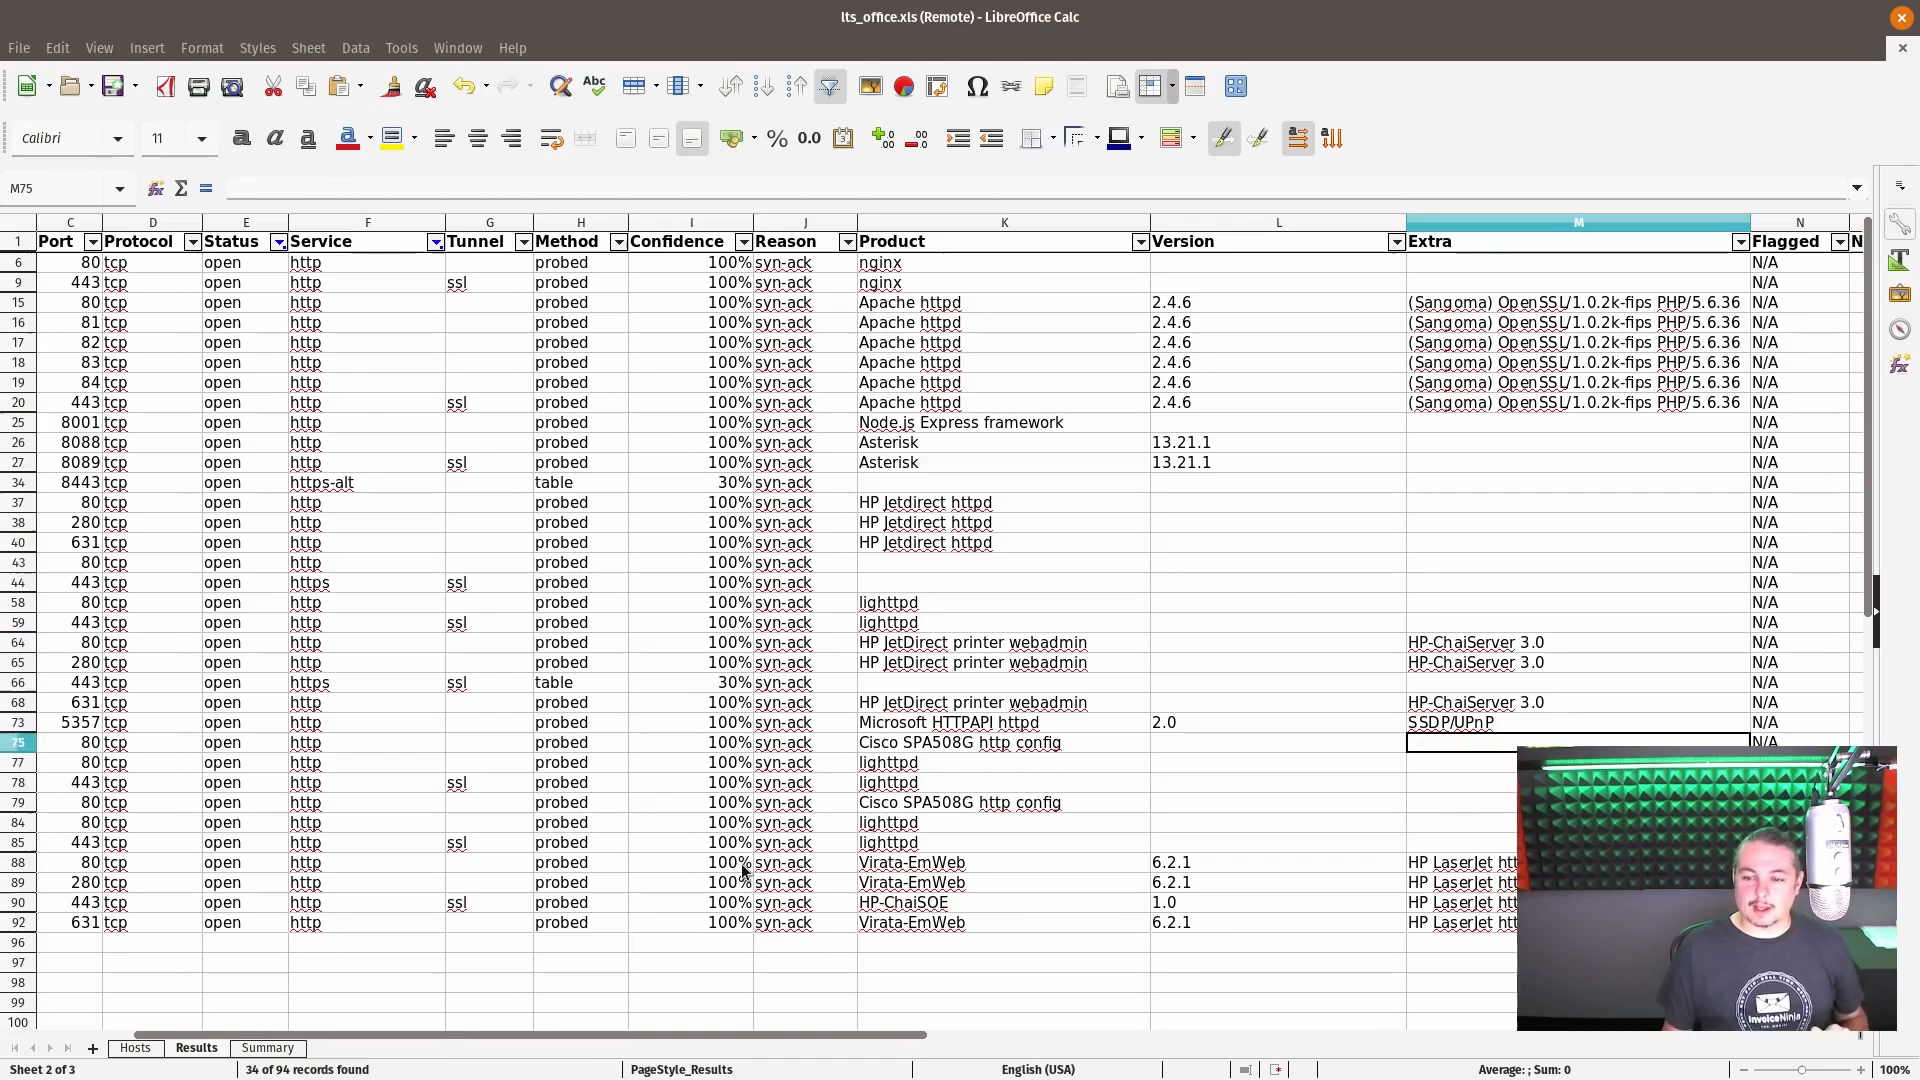 lts_office.xls (Remote) - LibreOffice Calc
File Edit View Insert Format Styles Sheet Data Tools Window Help
Calibri 11
M75
C D E F G H I J K L M N
1 Port Protocol Status Service Tunnel Method Confidence Reason Product Version Extra Flagged N
6 80 tcp open http probed 100% syn-ack nginx N/A
9 443 tcp open http ssl probed 100% syn-ack nginx N/A
15 80 tcp open http probed 100% syn-ack Apache httpd 2.4.6 (Sangoma) OpenSSL/1.0.2k-fips PHP/5.6.36 N/A
16 81 tcp open http probed 100% syn-ack Apache httpd 2.4.6 (Sangoma) OpenSSL/1.0.2k-fips PHP/5.6.36 N/A
17 82 tcp open http probed 100% syn-ack Apache httpd 2.4.6 (Sangoma) OpenSSL/1.0.2k-fips PHP/5.6.36 N/A
18 83 tcp open http probed 100% syn-ack Apache httpd 2.4.6 (Sangoma) OpenSSL/1.0.2k-fips PHP/5.6.36 N/A
19 84 tcp open http probed 100% syn-ack Apache httpd 2.4.6 (Sangoma) OpenSSL/1.0.2k-fips PHP/5.6.36 N/A
20 443 tcp open http ssl probed 100% syn-ack Apache httpd 2.4.6 (Sangoma) OpenSSL/1.0.2k-fips PHP/5.6.36 N/A
25 8001 tcp open http probed 100% syn-ack Node.js Express framework N/A
26 8088 tcp open http probed 100% syn-ack Asterisk 13.21.1 N/A
27 8089 tcp open http ssl probed 100% syn-ack Asterisk 13.21.1 N/A
34 8443 tcp open https-alt table 30% syn-ack N/A
37 80 tcp open http probed 100% syn-ack HP Jetdirect httpd N/A
38 280 tcp open http probed 100% syn-ack HP Jetdirect httpd N/A
40 631 tcp open http probed 100% syn-ack HP Jetdirect httpd N/A
43 80 tcp open http probed 100% syn-ack N/A
44 443 tcp open https ssl probed 100% syn-ack N/A
58 80 tcp open http probed 100% syn-ack lighttpd N/A
59 443 tcp open http ssl probed 100% syn-ack lighttpd N/A
64 80 tcp open http probed 100% syn-ack HP JetDirect printer webadmin HP-ChaiServer 3.0 N/A
65 280 tcp open http probed 100% syn-ack HP JetDirect printer webadmin HP-ChaiServer 3.0 N/A
66 443 tcp open https ssl table 30% syn-ack N/A
68 631 tcp open http probed 100% syn-ack HP JetDirect printer webadmin HP-ChaiServer 3.0 N/A
73 5357 tcp open http probed 100% syn-ack Microsoft HTTPAPI httpd 2.0 SSDP/UPnP N/A
75 80 tcp open http probed 100% syn-ack Cisco SPA508G http config N/A
77 80 tcp open http probed 100% syn-ack lighttpd
78 443 tcp open http ssl probed 100% syn-ack lighttpd
79 80 tcp open http probed 100% syn-ack Cisco SPA508G http config
84 80 tcp open http probed 100% syn-ack lighttpd
85 443 tcp open http ssl probed 100% syn-ack lighttpd
88 80 tcp open http probed 100% syn-ack Virata-EmWeb 6.2.1 HP LaserJet htt
89 280 tcp open http probed 100% syn-ack Virata-EmWeb 6.2.1 HP LaserJet htt
90 443 tcp open http ssl probed 100% syn-ack HP-ChaiSOE 1.0 HP LaserJet htt
92 631 tcp open http probed 100% syn-ack Virata-EmWeb 6.2.1 HP LaserJet htt
96
97
98
99
100
InvoiceNinja
Hosts Results Summary
Sheet 2 of 3 34 of 94 records found PageStyle_Results English (USA) Average: ; Sum: 0 100%